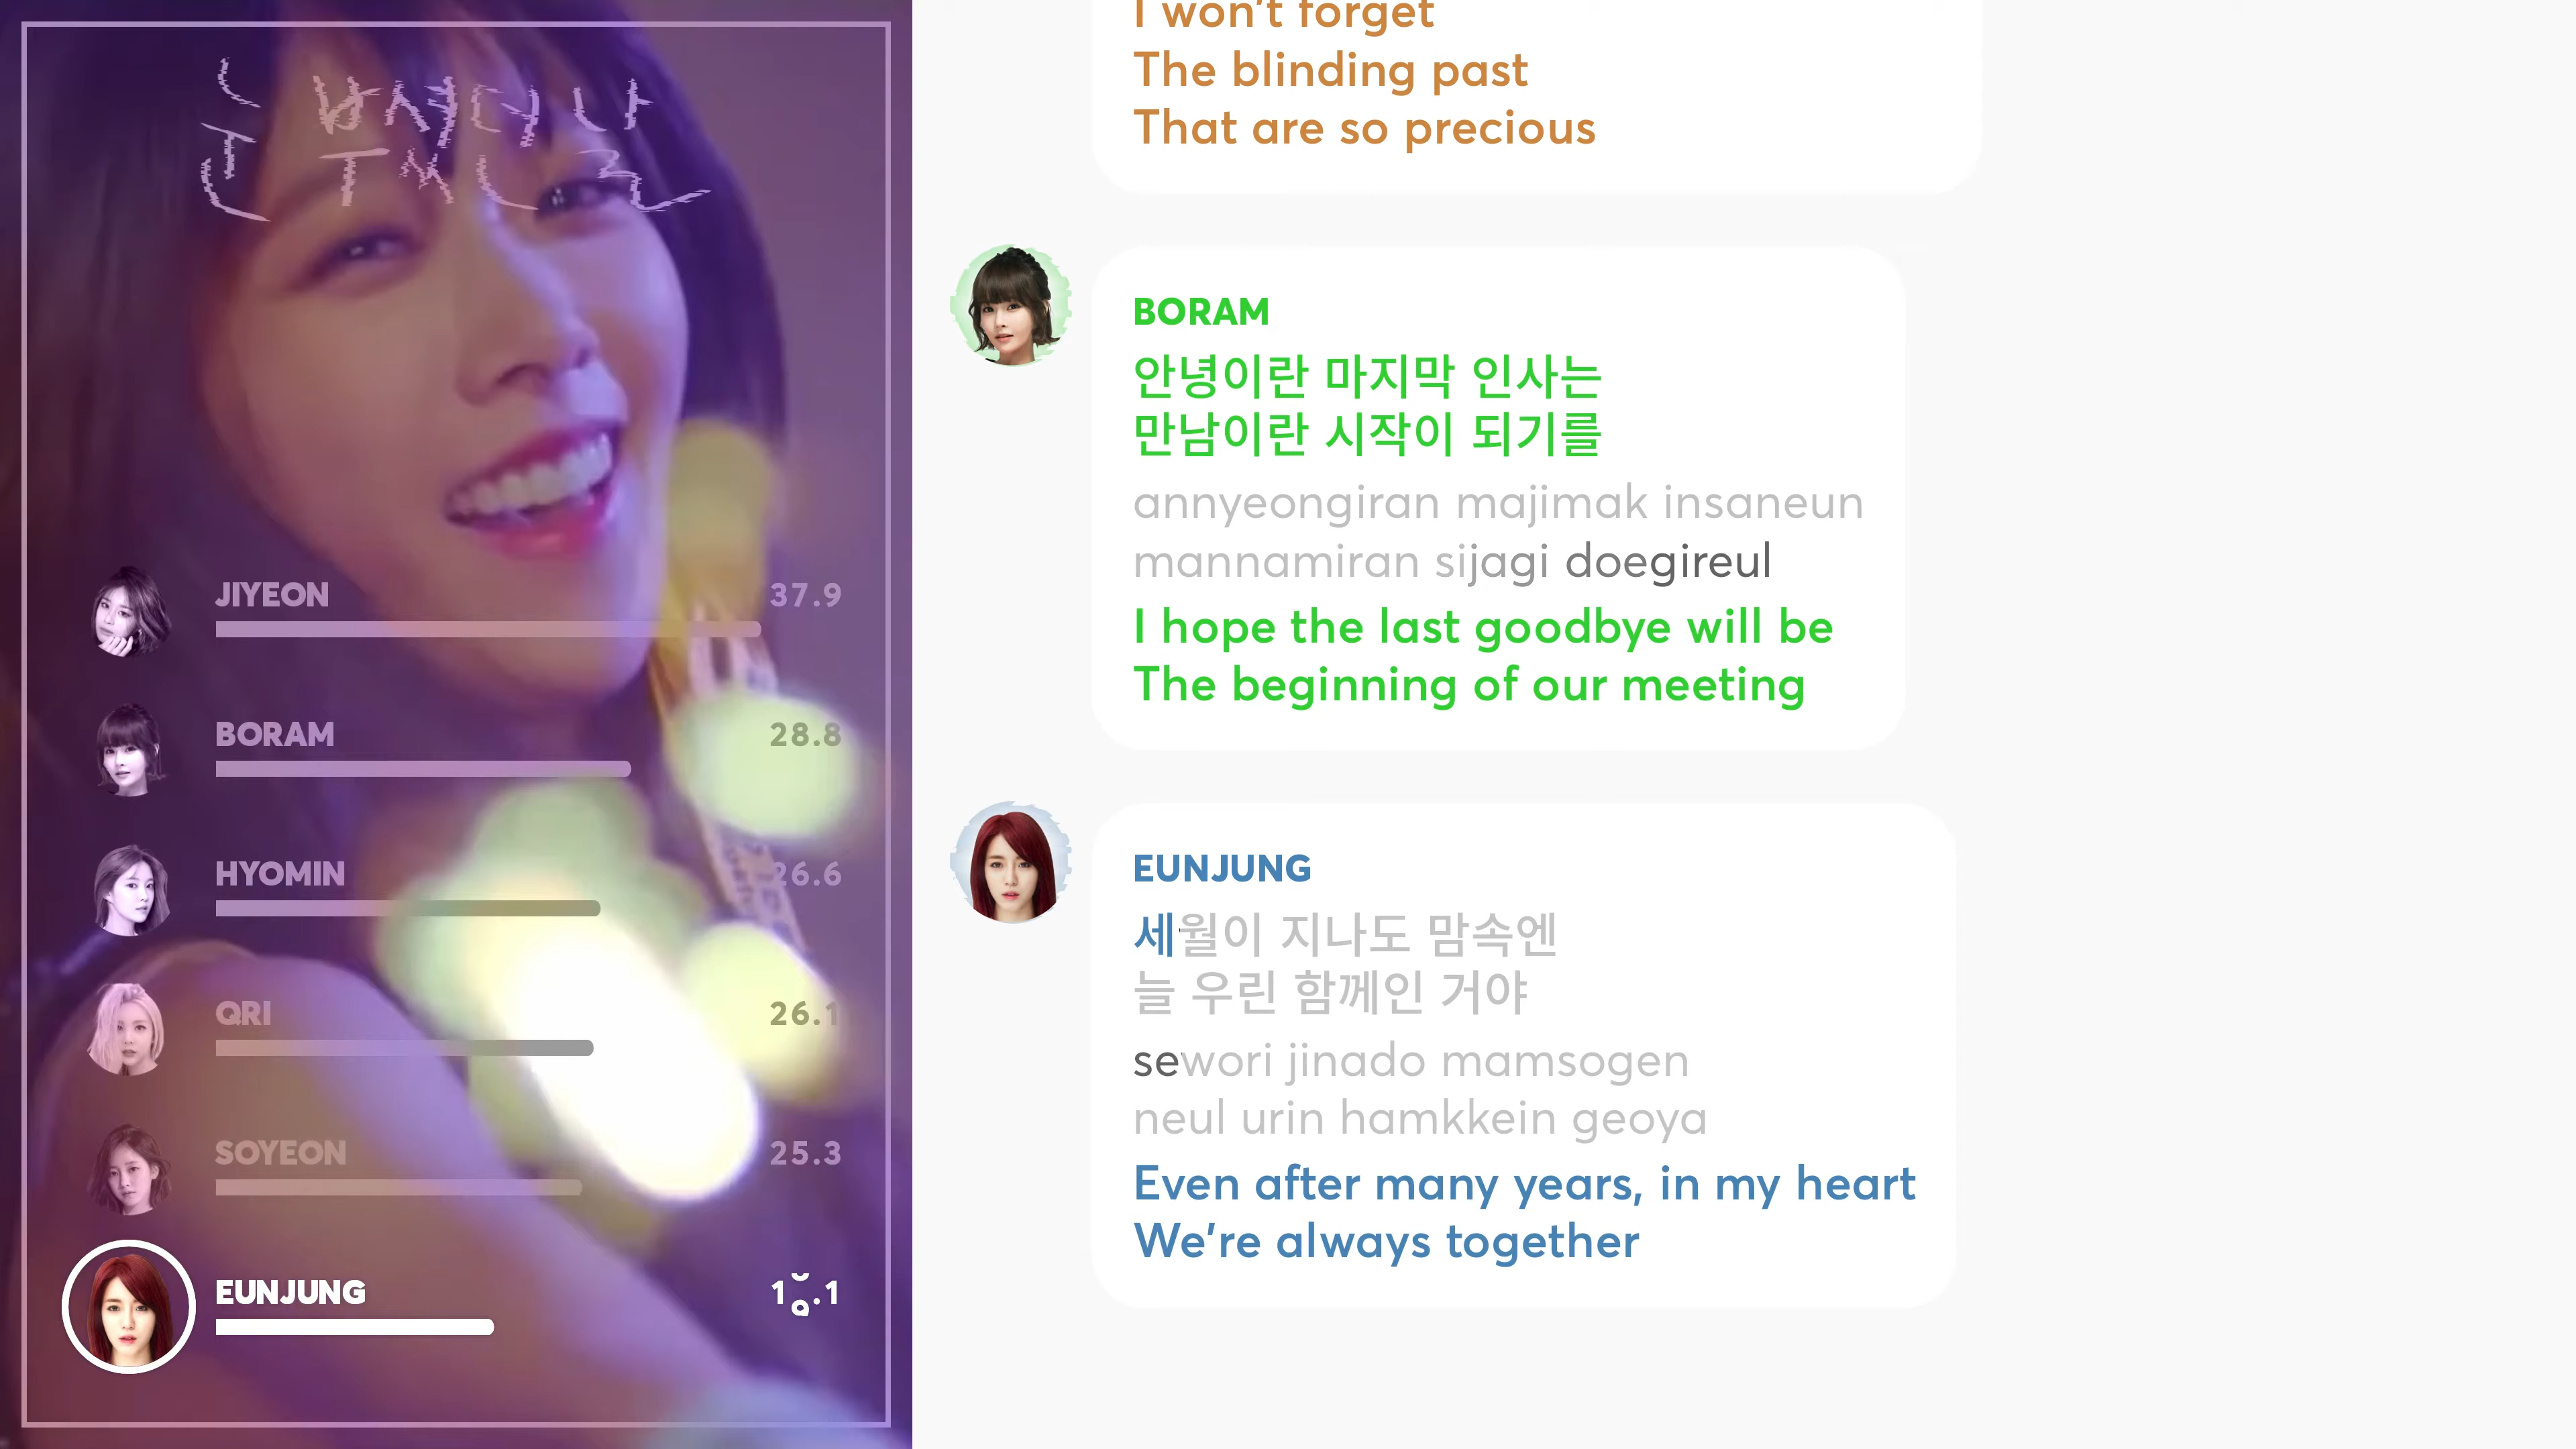 JIYEON 37.9
BORAM 28.8
HYOMIN 26.6
QRI 26.1
SOYEON 25.3
EUNJUNG
I won't forget
The blinding past
That are so precious
BORAM
안녕이란 마지막 인사는
만남이란 시작이 되기를
annyeongiran majimak insaneun
mannamiran sijagi doegireul
I hope the last goodbye will be
The beginning of our meeting
EUNJUNG
세월이 지나도 맘속엔
늘 우린 함께인 거야
sewori jinado mamsogen
neul urin hamkkein geoya
Even after many years, in my heart
We're always together